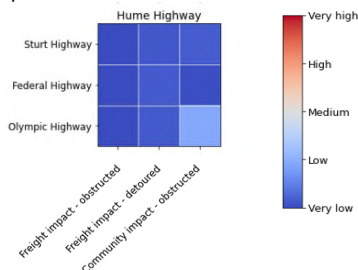 Hume Highway
Sturt Highway
Federal Highway
Olympic Highway
Freight impact - obstructed
Freight impact - detoured
Community impact - obstructed
Very high
High
Medium
Low
Very low